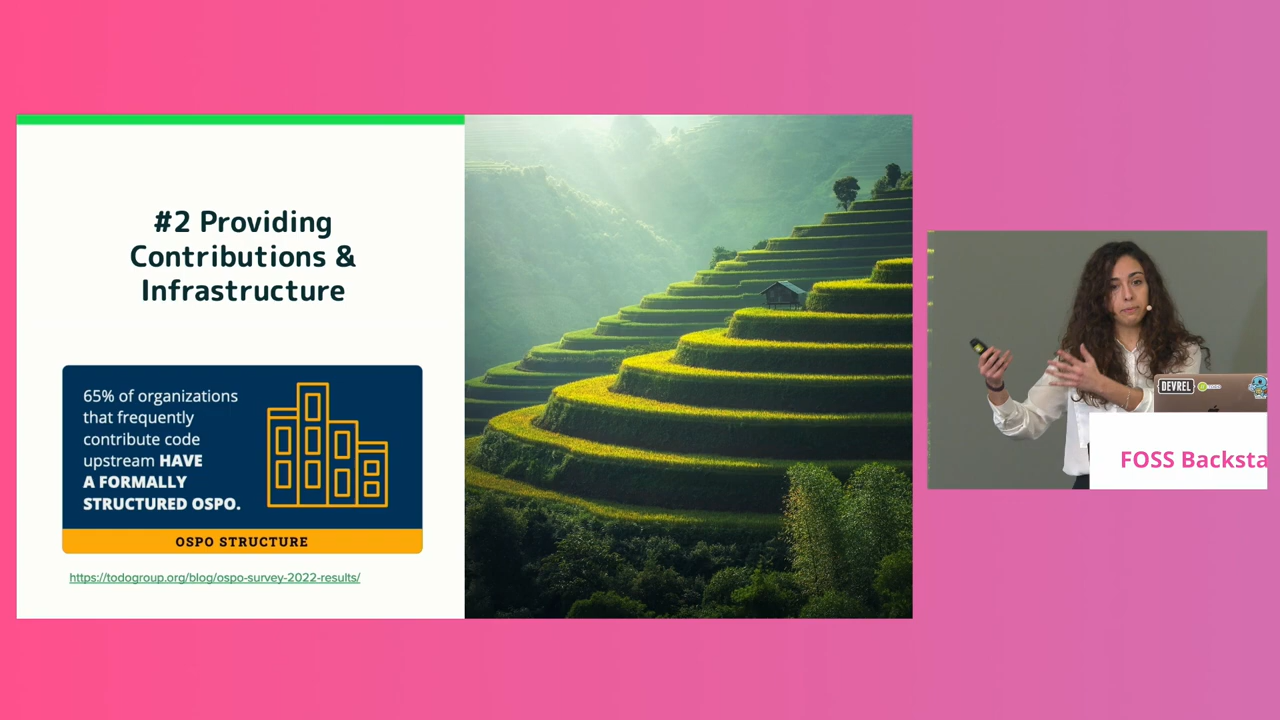 #2 Providing
Contributions &
Infrastructure
65% of organizations
that frequently
contribute code
upstream HAVE
A FORMALLY
STRUCTURED OSPO.
OSPO STRUCTURE
https://todogroup.org/blog/ospo-survey-2022-results/
DEVREL
FOSS Backsta